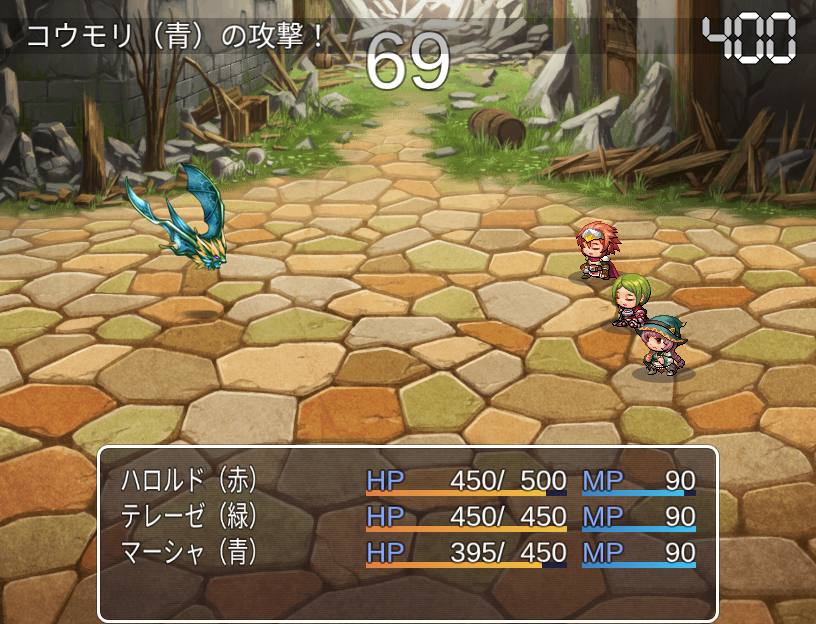 コウモリ（青）の攻撃！
69
400
ハロルド（赤） HP 450/ 500 MP 90
テレーゼ（緑） HP 450/ 450 MP 90
マーシャ（青） HP 395/ 450 MP 90